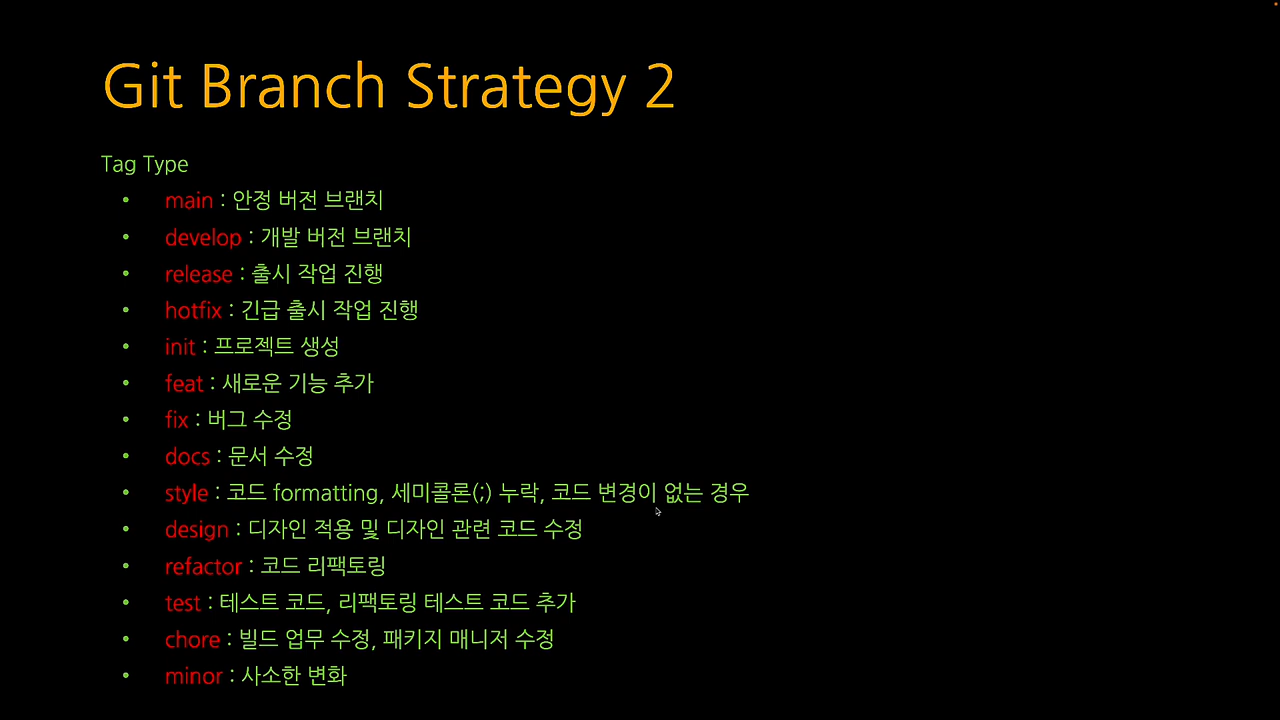 Git Branch Strategy 2
Tag Type
• main : 안정 버전 브랜치
• develop : 개발 버전 브랜치
• release : 출시 작업 진행
• hotfix : 긴급 출시 작업 진행
• init : 프로젝트 생성
• feat : 새로운 기능 추가
• fix : 버그 수정
• docs : 문서 수정
• style : 코드 formatting, 세미콜론(;) 누락, 코드 변경이 없는 경우
• design : 디자인 적용 및 디자인 관련 코드 수정
• refactor : 코드 리팩토링
• test : 테스트 코드, 리팩토링 테스트 코드 추가
• chore : 빌드 업무 수정, 패키지 매니저 수정
• minor : 사소한 변화